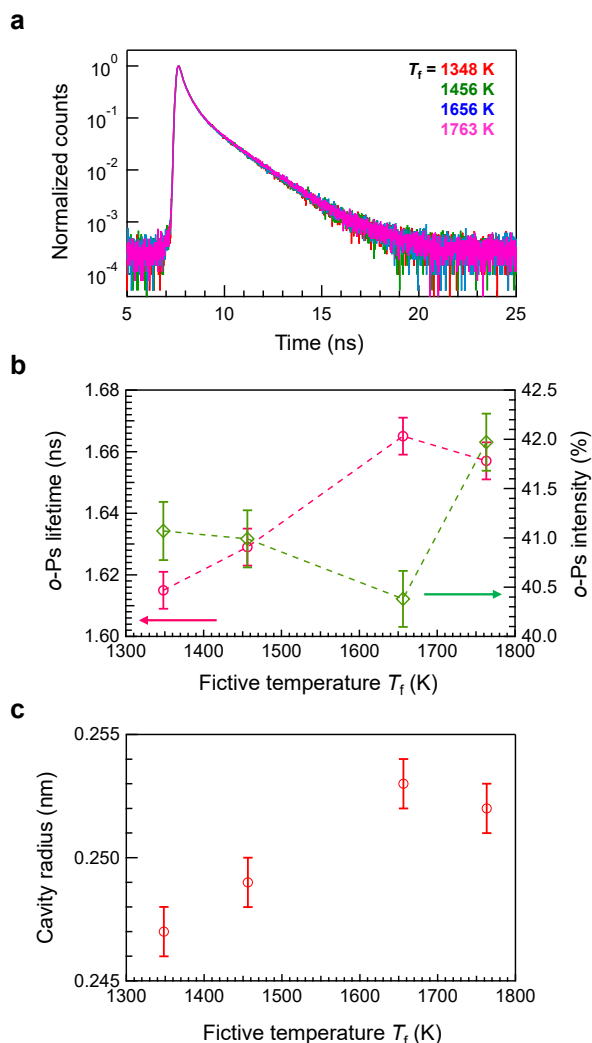 a
T_f = 1348 K
1456 K
1656 K
1763 K
Normalized counts
10^0
10^-1
10^-2
10^-3
10^-4
5 10 15 20 25
Time (ns)
b
o-Ps lifetime (ns)
1.68
1.66
1.64
1.62
1.60
42.5
42.0
41.5
41.0
40.5
40.0
o-Ps intensity (%)
1300 1400 1500 1600 1700 1800
Fictive temperature T_f (K)
c
Cavity radius (nm)
0.255
0.250
0.245
1300 1400 1500 1600 1700 1800
Fictive temperature T_f (K)